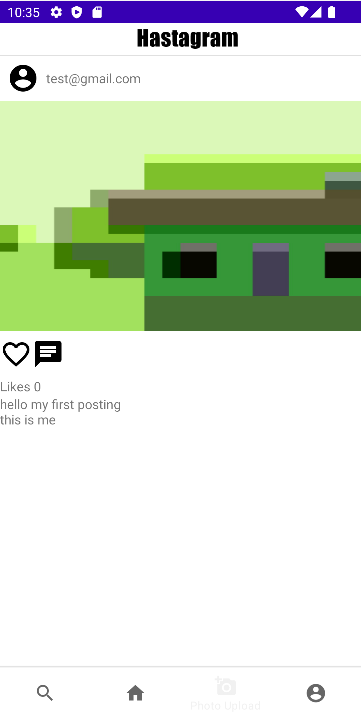 10:35
Hastagram
test@gmail.com
Likes 0
hello my first posting
this is me
Photo Upload